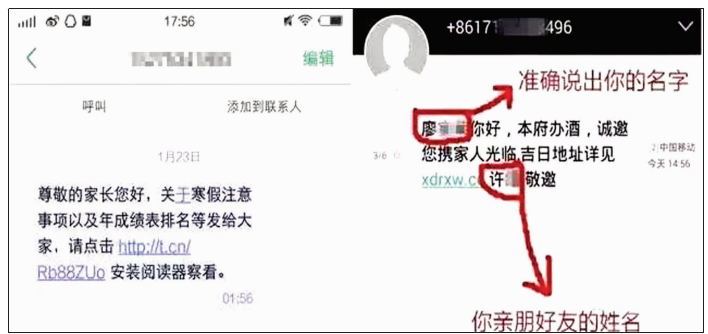 17:56
编辑
呼叫
添加到联系人
1月23日
尊敬的家长您好，关于寒假注意
事项以及年成绩表排名等发给大
家，请点击 http://t.cn/
Rb88ZUo 安装阅读器察看。
01:56
+8617 496
准确说出你的名字
廖 你好，本府办酒，诚邀
您携家人光临,吉日地址详见
xdrxw.c 许 敬邀
3/6
中国移动
今天 14:56
你亲朋好友的姓名